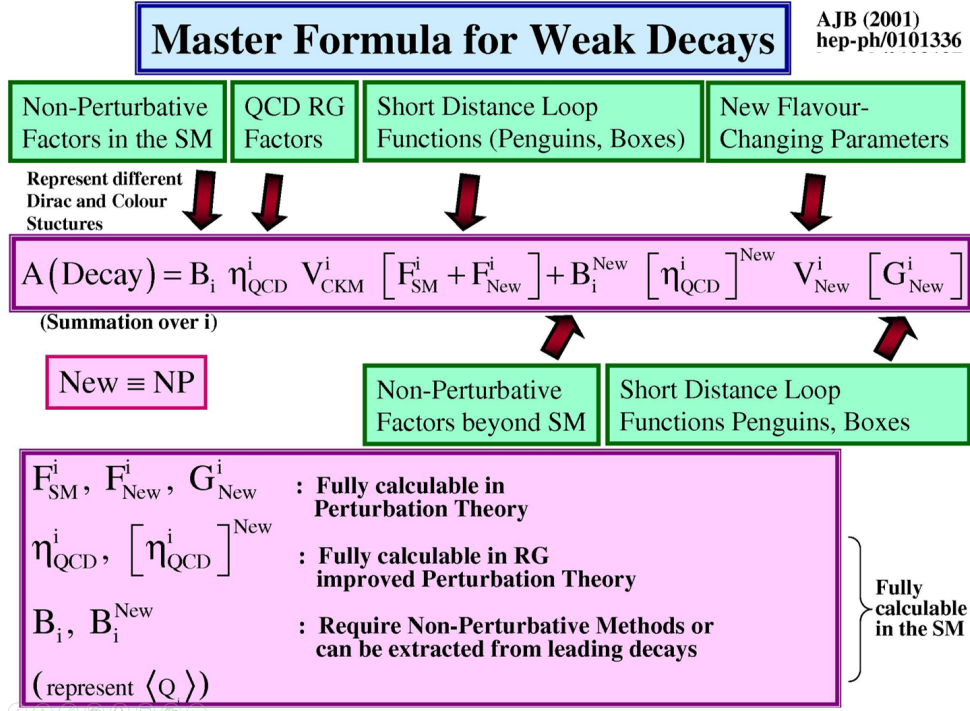 Master Formula for Weak Decays
AJB (2001)
hep-ph/0101336
Non-Perturbative
Factors in the SM
QCD RG
Factors
Short Distance Loop
Functions (Penguins, Boxes)
New Flavour-
Changing Parameters
Represent different
Dirac and Colour
Stuctures
A(Decay) = B_i η^i_QCD V^i_CKM [F^i_SM + F^i_New] + B_i^New [η^i_QCD]^New V^i_New [G^i_New]
(Summation over i)
New ≡ NP
Non-Perturbative
Factors beyond SM
Short Distance Loop
Functions Penguins, Boxes
F^i_SM, F^i_New, G^i_New : Fully calculable in
Perturbation Theory
η^i_QCD, [η^i_QCD]^New : Fully calculable in RG
improved Perturbation Theory
B_i, B_i^New : Require Non-Perturbative Methods or
can be extracted from leading decays
(represent ⟨Q_i⟩)
Fully
calculable
in the SM